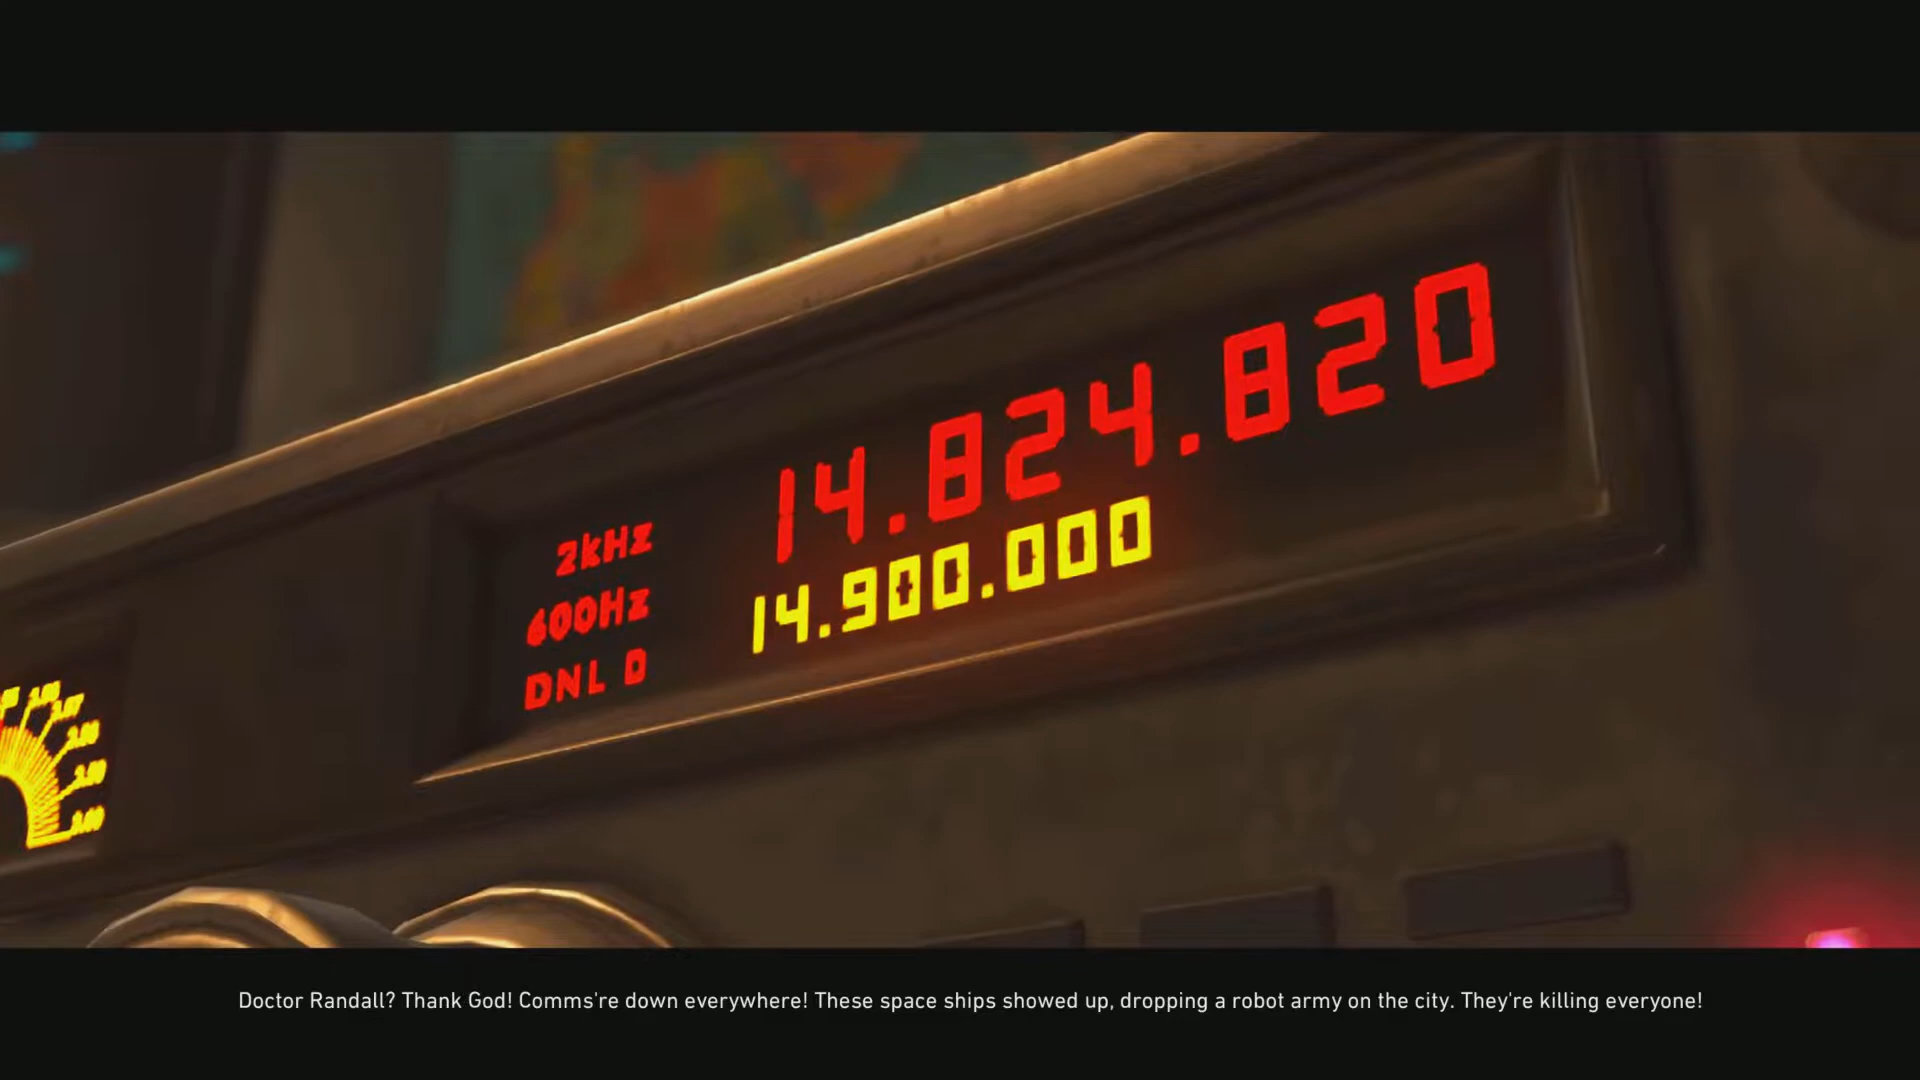 14.824.820
2kHz
14.900.000
600Hz
DNL D
Doctor Randall? Thank God! Comms're down everywhere! These space ships showed up, dropping a robot army on the city. They're killing everyone!